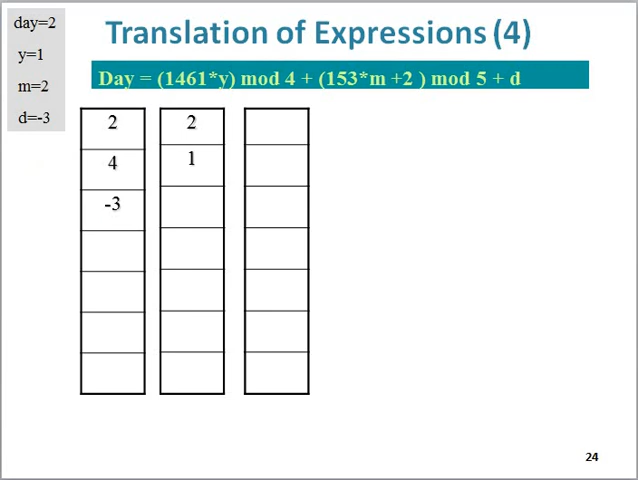 day=2
y=1
m=2
d=-3
Translation of Expressions (4)
Day = (1461*y) mod 4 + (153*m +2 ) mod 5 + d
2 2
4 1
-3
24